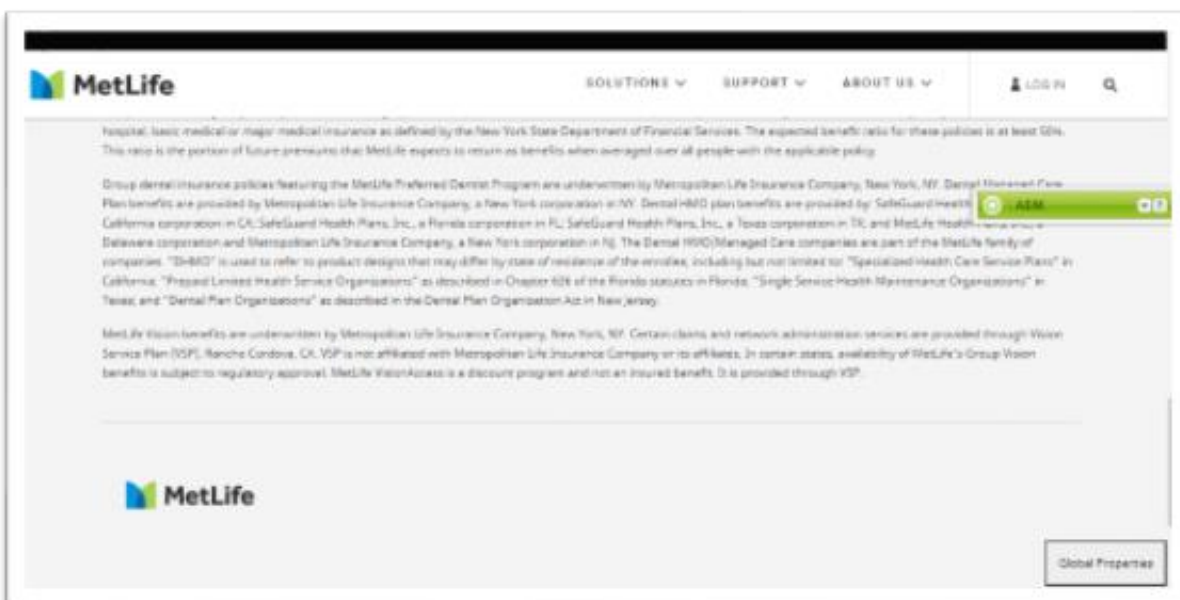 MetLife
SOLUTIONS
SUPPORT
ABOUT US
LOG IN
hospital, basic medical or major medical insurance as defined by the New York State Department of Financial Services. The expected benefit ratio for these policies is at least 50%.
This ratio is the portion of future premiums that MetLife expects to return as benefits when averaged over all people with the applicable policy.
Group dental insurance policies featuring the MetLife Preferred Dentist Program are underwritten by Metropolitan Life Insurance Company, New York, NY. Dental Managed Care
Plan benefits are provided by Metropolitan Life Insurance Company, a New York corporation in NY. Dental HMO plan benefits are provided by: SafeGuard Health
AEM
California corporation in CA; SafeGuard Health Plans, Inc., a Florida corporation in FL; SafeGuard Health Plans, Inc., a Texas corporation in TX; and MetLife Health Plans, Inc., a
Delaware corporation and Metropolitan Life Insurance Company, a New York corporation in NJ. The Dental HMO/Managed Care companies are part of the MetLife family of
companies. "DHMO" is used to refer to product designs that may differ by state of residence of the enrollee, including but not limited to: "Specialized Health Care Service Plans" in
California; "Prepaid Limited Health Service Organizations" as described in Chapter 636 of the Florida statutes in Florida; "Single Service Health Maintenance Organizations" in
Texas; and "Dental Plan Organizations" as described in the Dental Plan Organization Act in New Jersey.
MetLife Vision benefits are underwritten by Metropolitan Life Insurance Company, New York, NY. Certain claims and network administration services are provided through Vision
Service Plan (VSP), Rancho Cordova, CA. VSP is not affiliated with Metropolitan Life Insurance Company or its affiliates. In certain states, availability of MetLife's Group Vision
benefits is subject to regulatory approval. MetLife VisionAccess is a discount program and not an insured benefit. It is provided through VSP.
MetLife
Global Properties